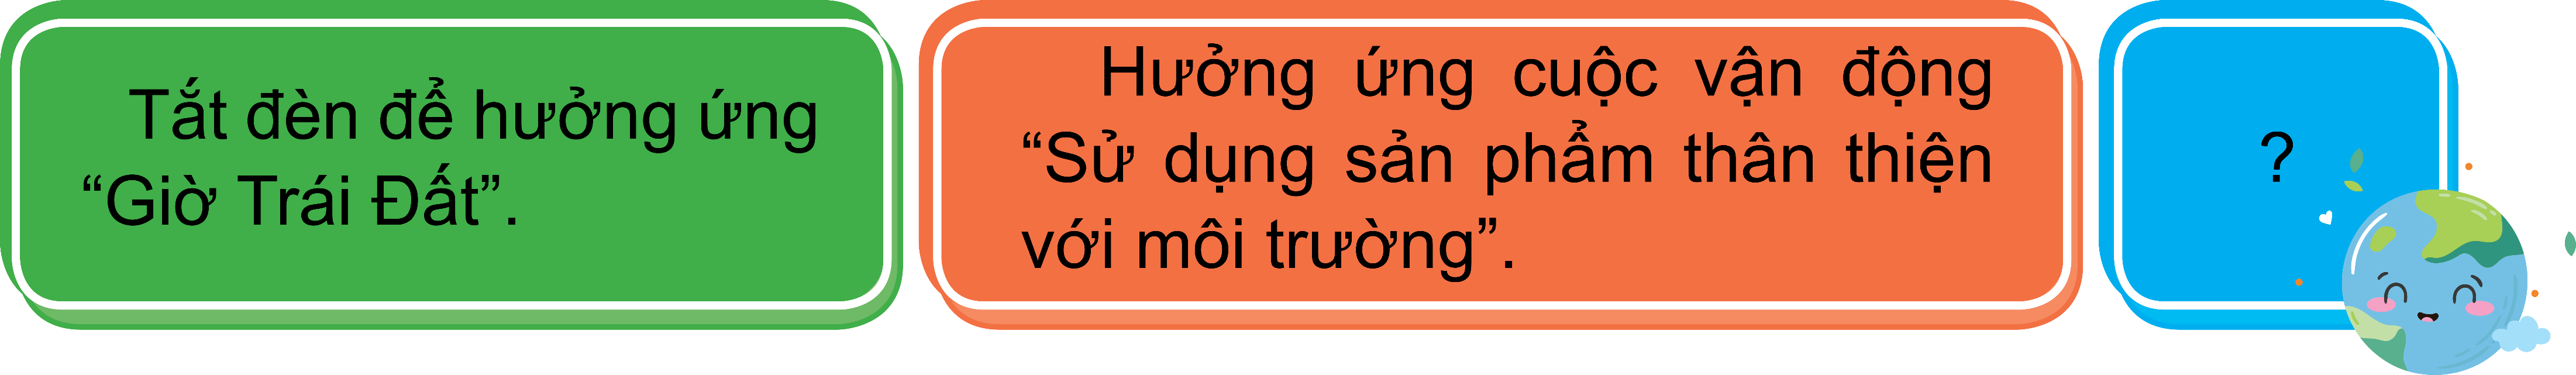 Tắt đèn để hưởng ứng
“Giờ Trái Đất”.
Hưởng ứng cuộc vận động
“Sử dụng sản phẩm thân thiện
với môi trường”.
?